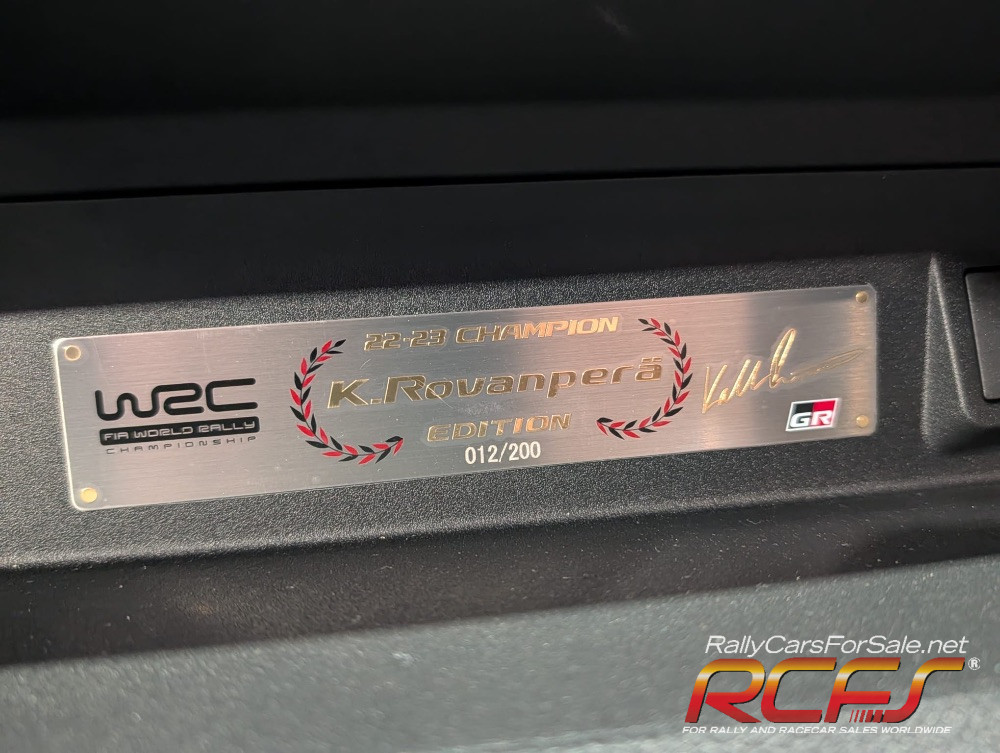 22-23 CHAMPION
WRC
FIA WORLD RALLY
CHAMPIONSHIP
K.Rovanperä
EDITION
012/200
GR
RallyCarsForSale.net
RCFS®
FOR RALLY AND RACECAR SALES WORLDWIDE